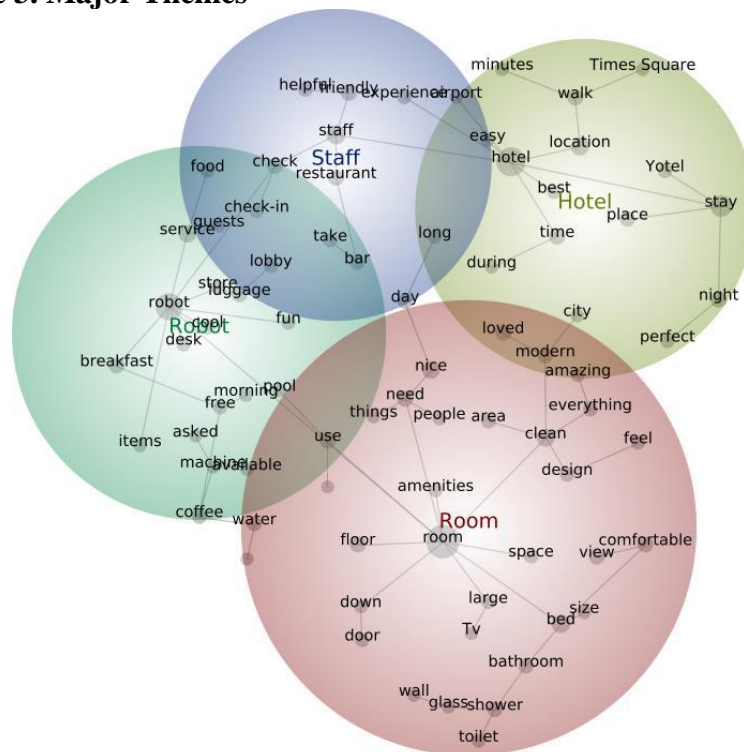 3. Major Themes
minutes
Times Square
helpful
friendly
experience
airport
walk
staff
easy
location
hotel
food
check
Staff
restaurant
Yotel
best
Hotel
stay
check-in
guests
place
service
take
long
time
lobby
bar
during
store
luggage
day
night
robot
cool
Robot
fun
city
desk
loved
perfect
modern
breakfast
nice
amazing
morning
pool
free
need
things
people
area
everything
items
asked
use
clean
feel
machine
available
design
amenities
coffee
water
Room
room
floor
space
view
comfortable
down
large
size
door
Tv
bed
bathroom
wall
glass
shower
toilet